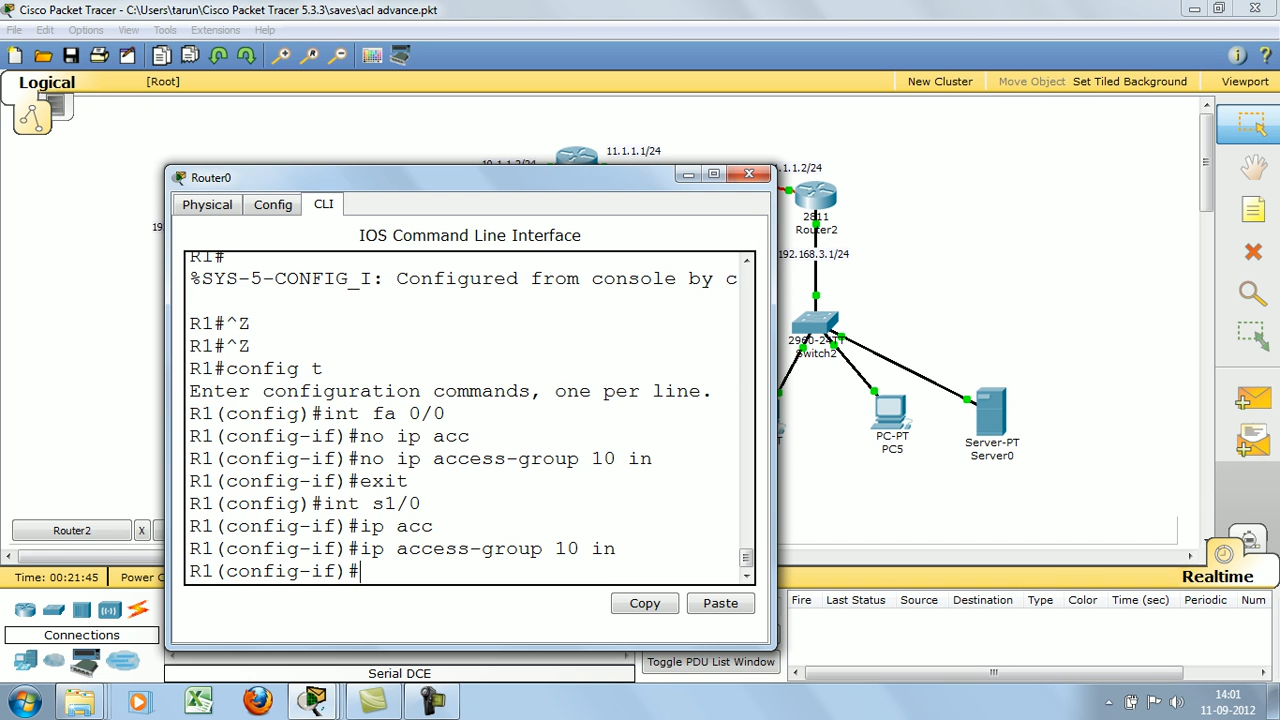 Cisco Packet Tracer - C:\Users\tarun\Cisco Packet Tracer 5.3.3\saves\acl advance.pkt
File Edit Options View Tools Extensions Help
Logical [Root] New Cluster Move Object Set Tiled Background Viewport
11.1.1.1/24
.1.1.2/24
2811
Router2
192.168.3.1/24
Switch2
PC-PT
PC5
Server-PT
Server0
Router0
Physical Config CLI
IOS Command Line Interface
R1#
%SYS-5-CONFIG_I: Configured from console by c
R1#^Z
R1#^Z
R1#config t
Enter configuration commands, one per line.
R1(config)#int fa 0/0
R1(config-if)#no ip acc
R1(config-if)#no ip access-group 10 in
R1(config-if)#exit
R1(config)#int s1/0
R1(config-if)#ip acc
R1(config-if)#ip access-group 10 in
R1(config-if)#
Copy Paste
Router2 X
Time: 00:21:45 Power C
Realtime
Connections
Serial DCE
Toggle PDU List Window
Fire Last Status Source Destination Type Color Time (sec) Periodic Num
14:01
11-09-2012